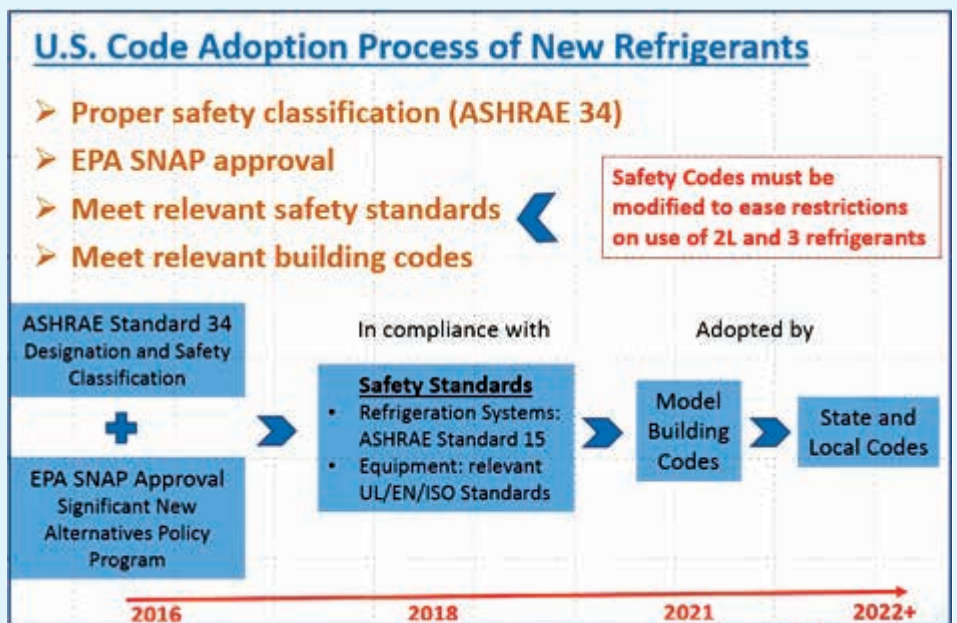 U.S. Code Adoption Process of New Refrigerants
➢ Proper safety classification (ASHRAE 34)
➢ EPA SNAP approval
➢ Meet relevant safety standards
➢ Meet relevant building codes
Safety Codes must be
modified to ease restrictions
on use of 2L and 3 refrigerants
ASHRAE Standard 34
Designation and Safety
Classification
EPA SNAP Approval
Significant New
Alternatives Policy
Program
In compliance with
Safety Standards
• Refrigeration Systems:
ASHRAE Standard 15
• Equipment: relevant
UL/EN/ISO Standards
Adopted by
Model
Building
Codes
State and
Local Codes
2016
2018
2021
2022+